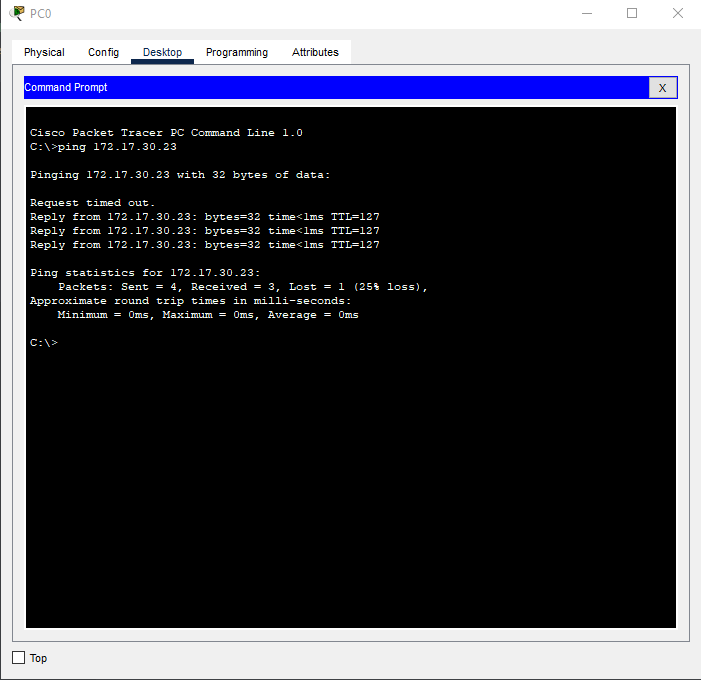 PC0
Physical Config Desktop Programming Attributes
Command Prompt
X
Cisco Packet Tracer PC Command Line 1.0
C:\>ping 172.17.30.23
Pinging 172.17.30.23 with 32 bytes of data:
Request timed out.
Reply from 172.17.30.23: bytes=32 time<1ms TTL=127
Reply from 172.17.30.23: bytes=32 time<1ms TTL=127
Reply from 172.17.30.23: bytes=32 time<1ms TTL=127
Ping statistics for 172.17.30.23:
Packets: Sent = 4, Received = 3, Lost = 1 (25% loss),
Approximate round trip times in milli-seconds:
Minimum = 0ms, Maximum = 0ms, Average = 0ms
C:\>
Top